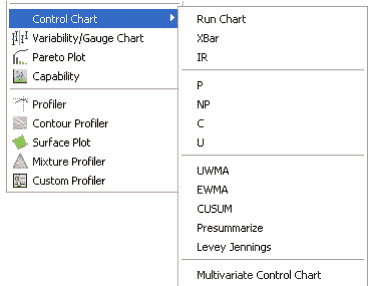 Control Chart
Variability/Gauge Chart
Pareto Plot
Capability
Profiler
Contour Profiler
Surface Plot
Mixture Profiler
Custom Profiler
Run Chart
XBar
IR
P
NP
C
U
UWMA
EWMA
CUSUM
Presummarize
Levey Jennings
Multivariate Control Chart